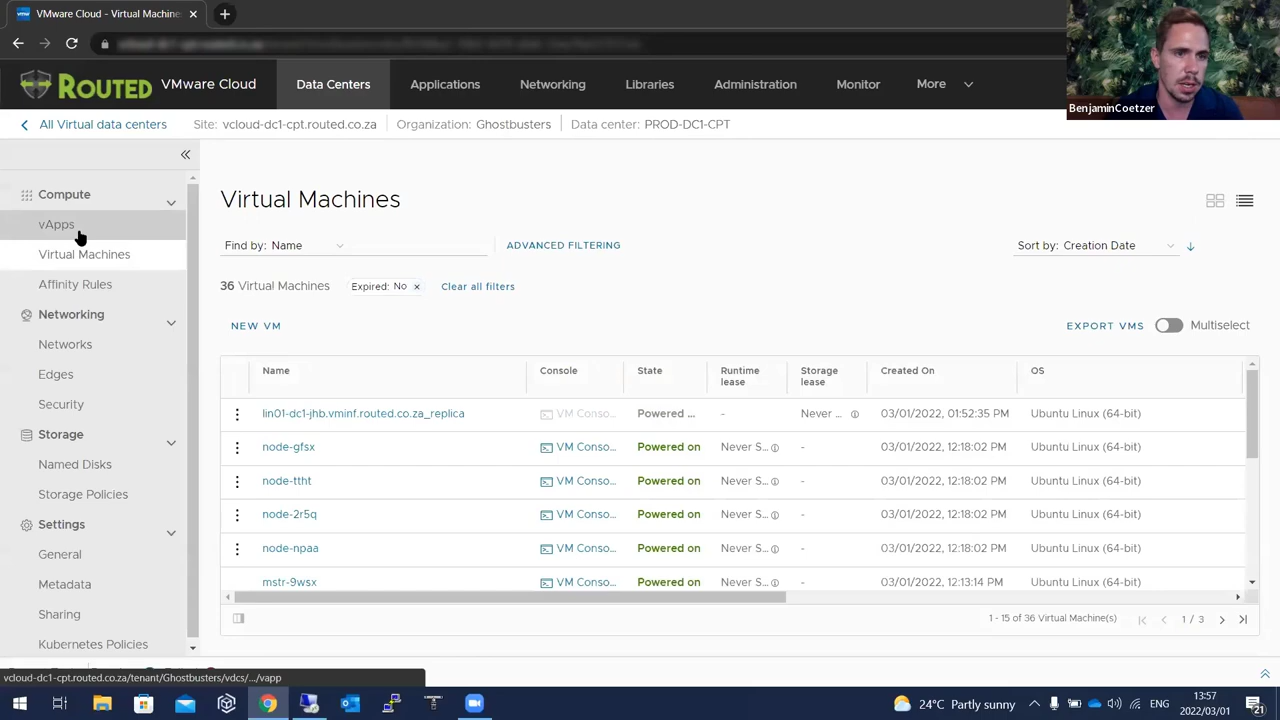 VMware Cloud - Virtual Machines
ROUTED VMware Cloud Data Centers Applications Networking Libraries Administration Monitor More
BenjaminCoetzer
All Virtual data centers Site: vcloud-dc1-cpt.routed.co.za Organization: Ghostbusters Data center: PROD-DC1-CPT
Compute
vApps
Virtual Machines
Affinity Rules
Networking
Networks
Edges
Security
Storage
Named Disks
Storage Policies
Settings
General
Metadata
Sharing
Kubernetes Policies
Virtual Machines
Find by: Name ADVANCED FILTERING Sort by: Creation Date
36 Virtual Machines Expired: No × Clear all filters
NEW VM EXPORT VMS Multiselect
Name Console State Runtime lease Storage lease Created On OS
lin01-dc1-jhb.vminf.routed.co.za_replica VM Conso... Powered ... - Never ... 03/01/2022, 01:52:35 PM Ubuntu Linux (64-bit)
node-gfsx VM Conso... Powered on Never S... - 03/01/2022, 12:18:02 PM Ubuntu Linux (64-bit)
node-ttht VM Conso... Powered on Never S... - 03/01/2022, 12:18:02 PM Ubuntu Linux (64-bit)
node-2r5q VM Conso... Powered on Never S... - 03/01/2022, 12:18:02 PM Ubuntu Linux (64-bit)
node-npaa VM Conso... Powered on Never S... - 03/01/2022, 12:18:02 PM Ubuntu Linux (64-bit)
mstr-9wsx VM Conso... Powered on Never S... - 03/01/2022, 12:13:14 PM Ubuntu Linux (64-bit)
1 - 15 of 36 Virtual Machine(s) 1 / 3
vcloud-dc1-cpt.routed.co.za/tenant/Ghostbusters/vdcs/.../vapp
24°C Partly sunny ENG 13:57
2022/03/01 21